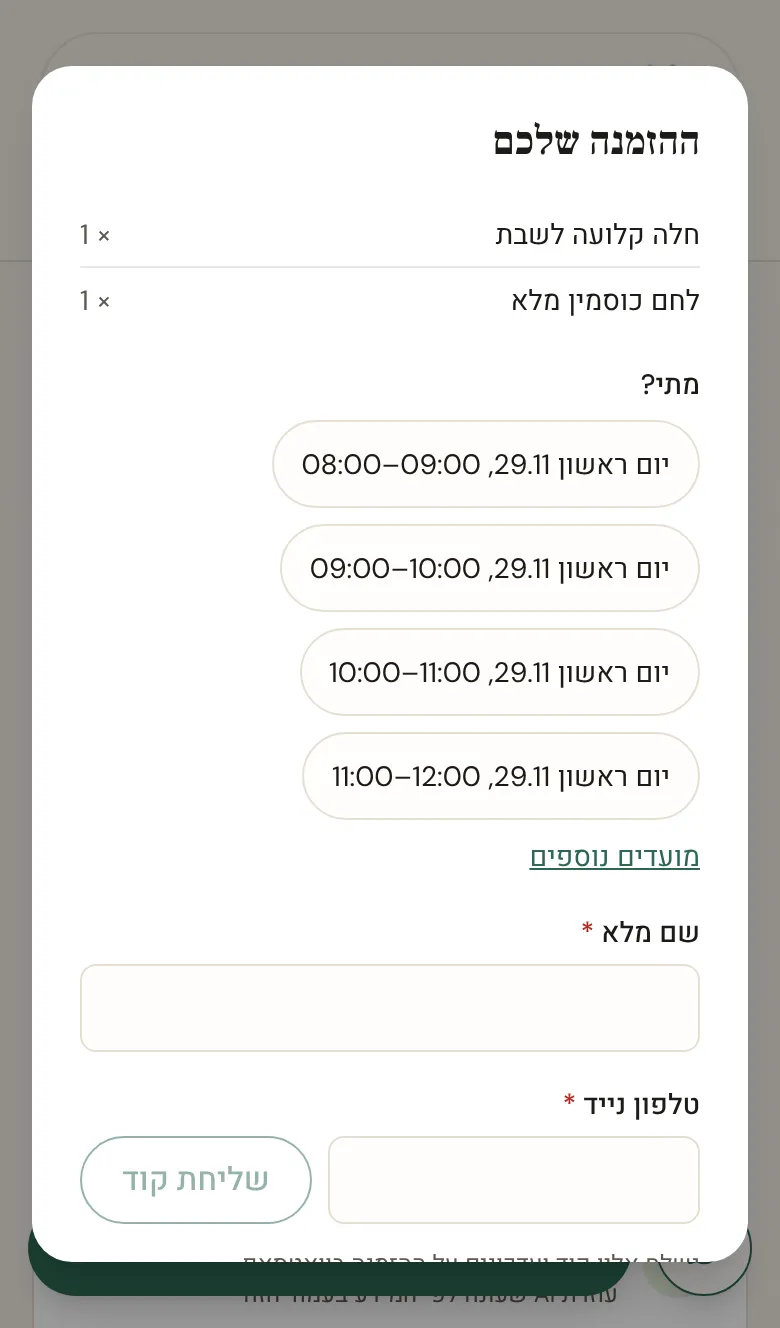 ההזמנה שלכם
חלה קלועה לשבת × 1
לחם כוסמין מלא × 1
מתי?
יום ראשון 29.11, 08:00–09:00
יום ראשון 29.11, 09:00–10:00
יום ראשון 29.11, 10:00–11:00
יום ראשון 29.11, 11:00–12:00
מועדים נוספים
שם מלא *
טלפון נייד *
שליחת קוד